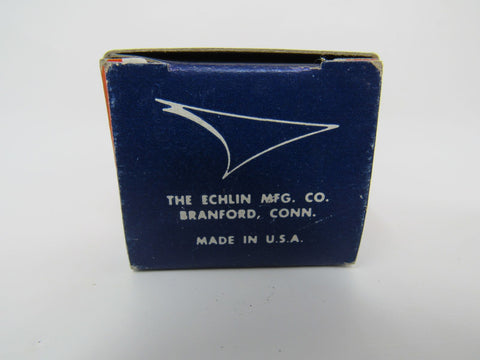 THE ECHLIN MFG. CO.
BRANFORD, CONN.
MADE IN U.S.A.